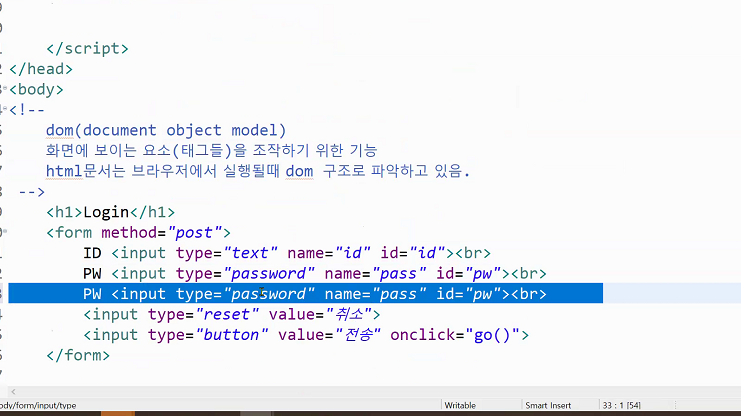 </script>
</head>
<body>
<!--
dom(document object model)
화면에 보이는 요소(태그들)을 조작하기 위한 기능
html문서는 브라우저에서 실행될때 dom 구조로 파악하고 있음.
-->
<h1>Login</h1>
<form method="post">
ID <input type="text" name="id" id="id"><br>
PW <input type="password" name="pass" id="pw"><br>
PW <input type="password" name="pass" id="pw"><br>
<input type="reset" value="취소">
<input type="button" value="전송" onclick="go()">
</form>
ody/form/input/type Writable Smart Insert 33 : 1 [54]